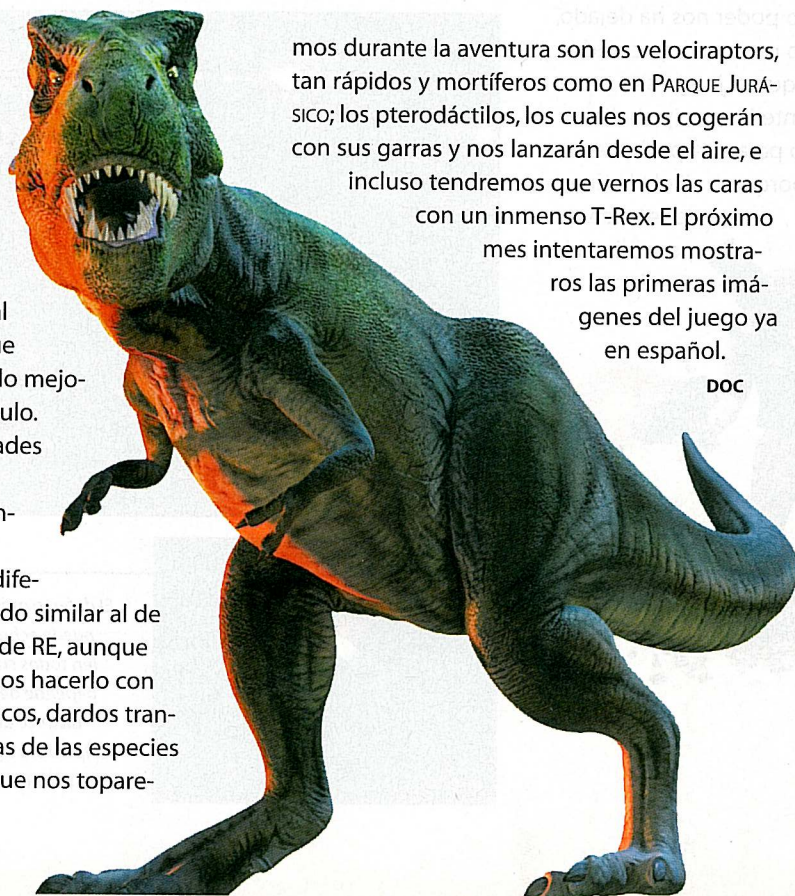 al
ue
lo mejo-
ulo.
ades
n-
dife-
do similar al de
de RE, aunque
os hacerlo con
cos, dardos tran-
as de las especies
ue nos topare-
mos durante la aventura son los velociraptors,
tan rápidos y mortíferos como en PARQUE JURÁ-
SICO; los pterodáctilos, los cuales nos cogerán
con sus garras y nos lanzarán desde el aire, e
incluso tendremos que vernos las caras
con un inmenso T-Rex. El próximo
mes intentaremos mostra-
ros las primeras imá-
genes del juego ya
en español.
DOC